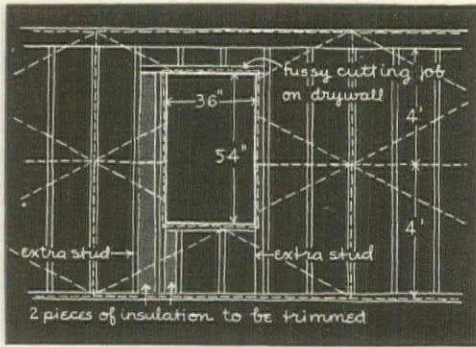 fussy cutting job
on drywall
36"
54"
4'
4'
extra stud
extra stud
2 pieces of insulation to be trimmed